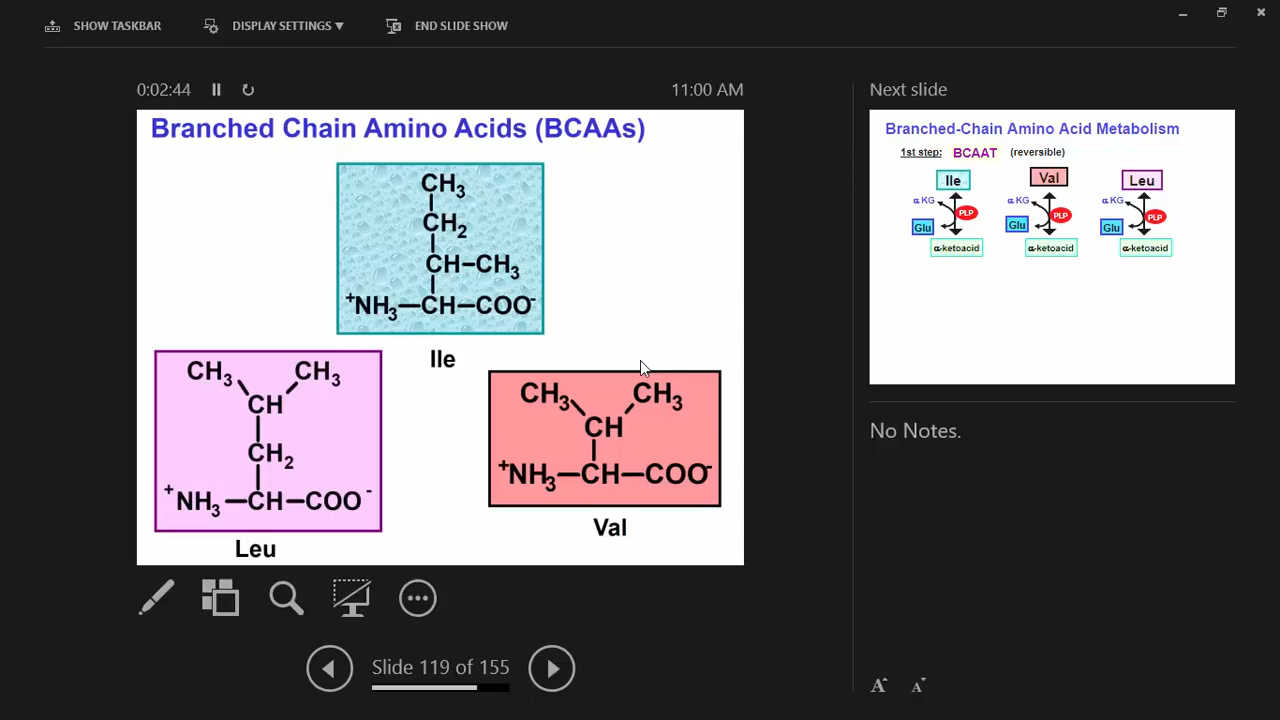 SHOW TASKBAR DISPLAY SETTINGS ▼ END SLIDE SHOW
0:02:44 11:00 AM
Branched Chain Amino Acids (BCAAs)
CH3
CH2
CH–CH3
+NH3–CH–COO-
Ile
CH3 CH3
CH
CH2
+NH3–CH–COO-
Leu
CH3 CH3
CH
+NH3–CH–COO-
Val
Slide 119 of 155
Next slide
Branched-Chain Amino Acid Metabolism
1st step: BCAAT (reversible)
Ile Val Leu
α KG α KG α KG
PLP PLP PLP
Glu Glu Glu
α-ketoacid α-ketoacid α-ketoacid
No Notes.
A A